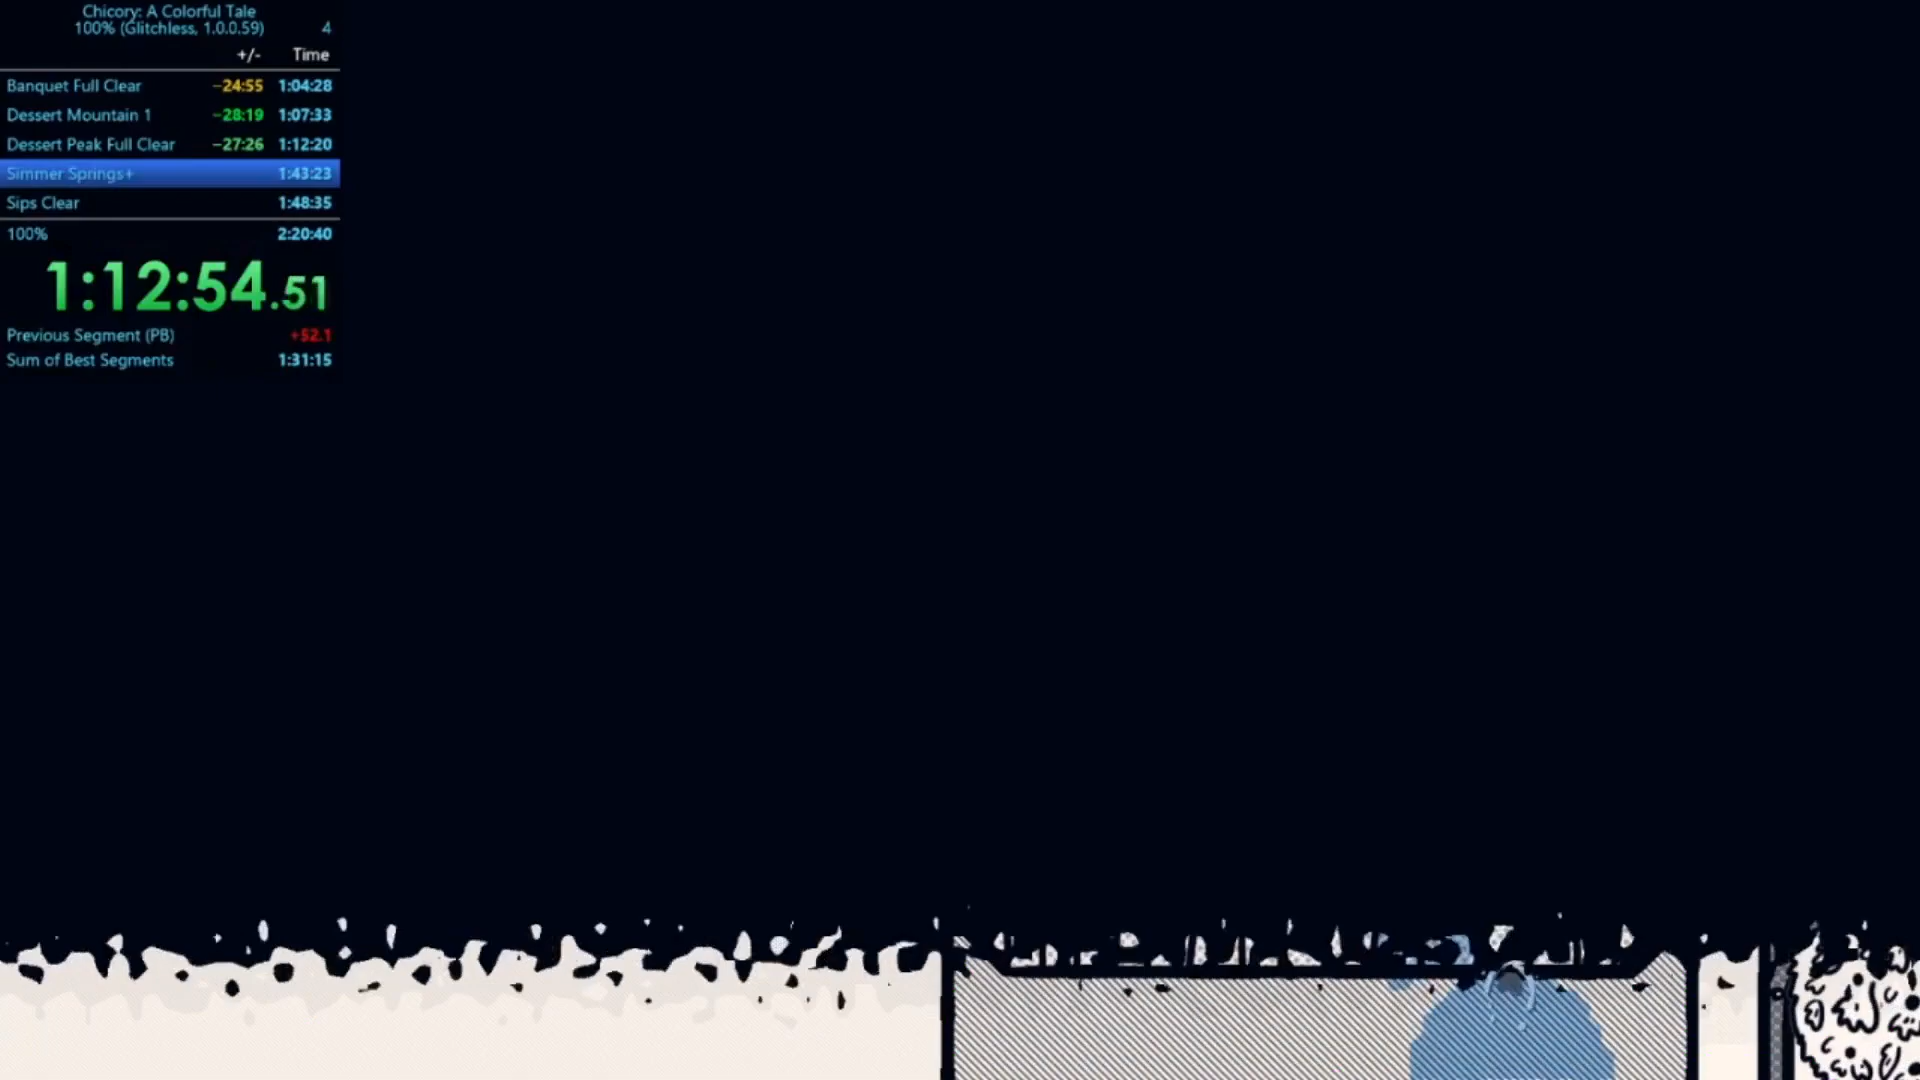 Chicory: A Colorful Tale
100% (Glitchless, 1.0.0.59) 4
+/- Time
Banquet Full Clear −24:55 1:04:28
Dessert Mountain 1 −28:19 1:07:33
Dessert Peak Full Clear −27:26 1:12:20
Simmer Springs+ 1:43:23
Sips Clear 1:48:35
100% 2:20:40
1:12:54.51
Previous Segment (PB) +52.1
Sum of Best Segments 1:31:15